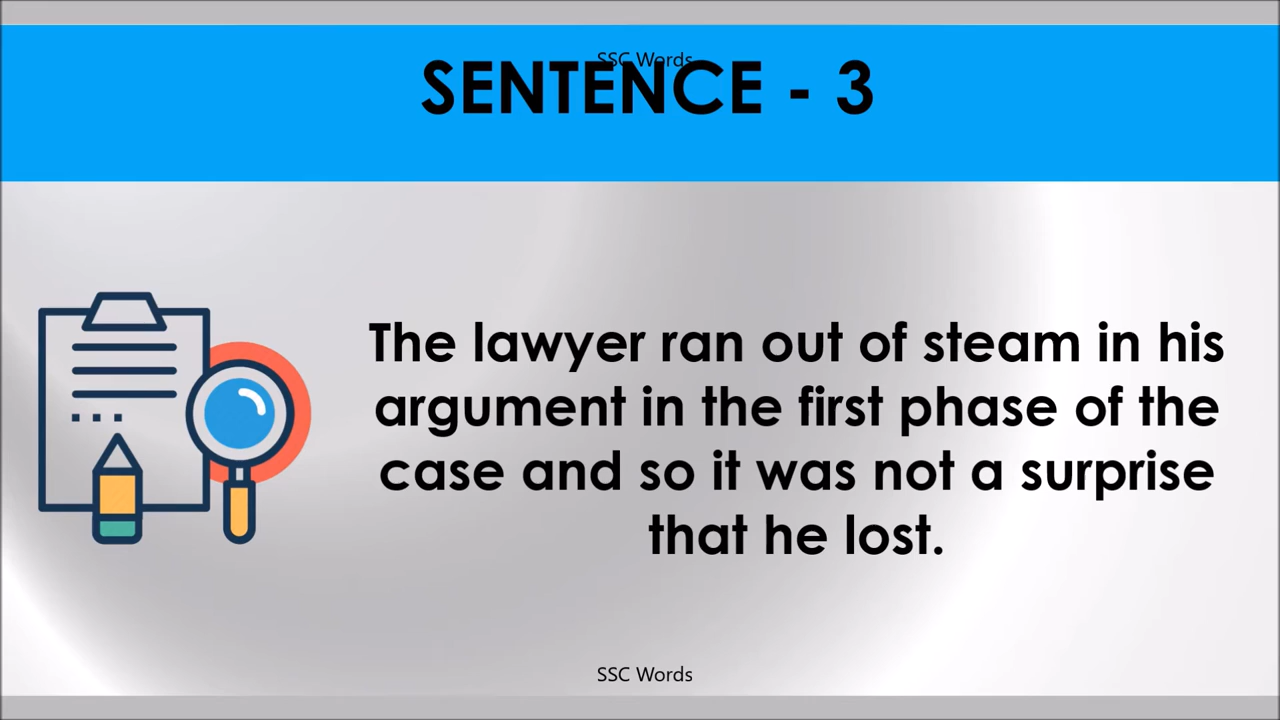 SSC Words
SENTENCE - 3
The lawyer ran out of steam in his
argument in the first phase of the
case and so it was not a surprise
that he lost.
SSC Words